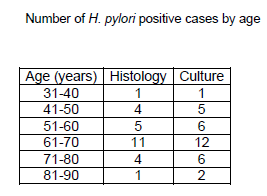 Number of H. pylori positive cases by age
Age (years) Histology Culture
31-40 1 1
41-50 4 5
51-60 5 6
61-70 11 12
71-80 4 6
81-90 1 2